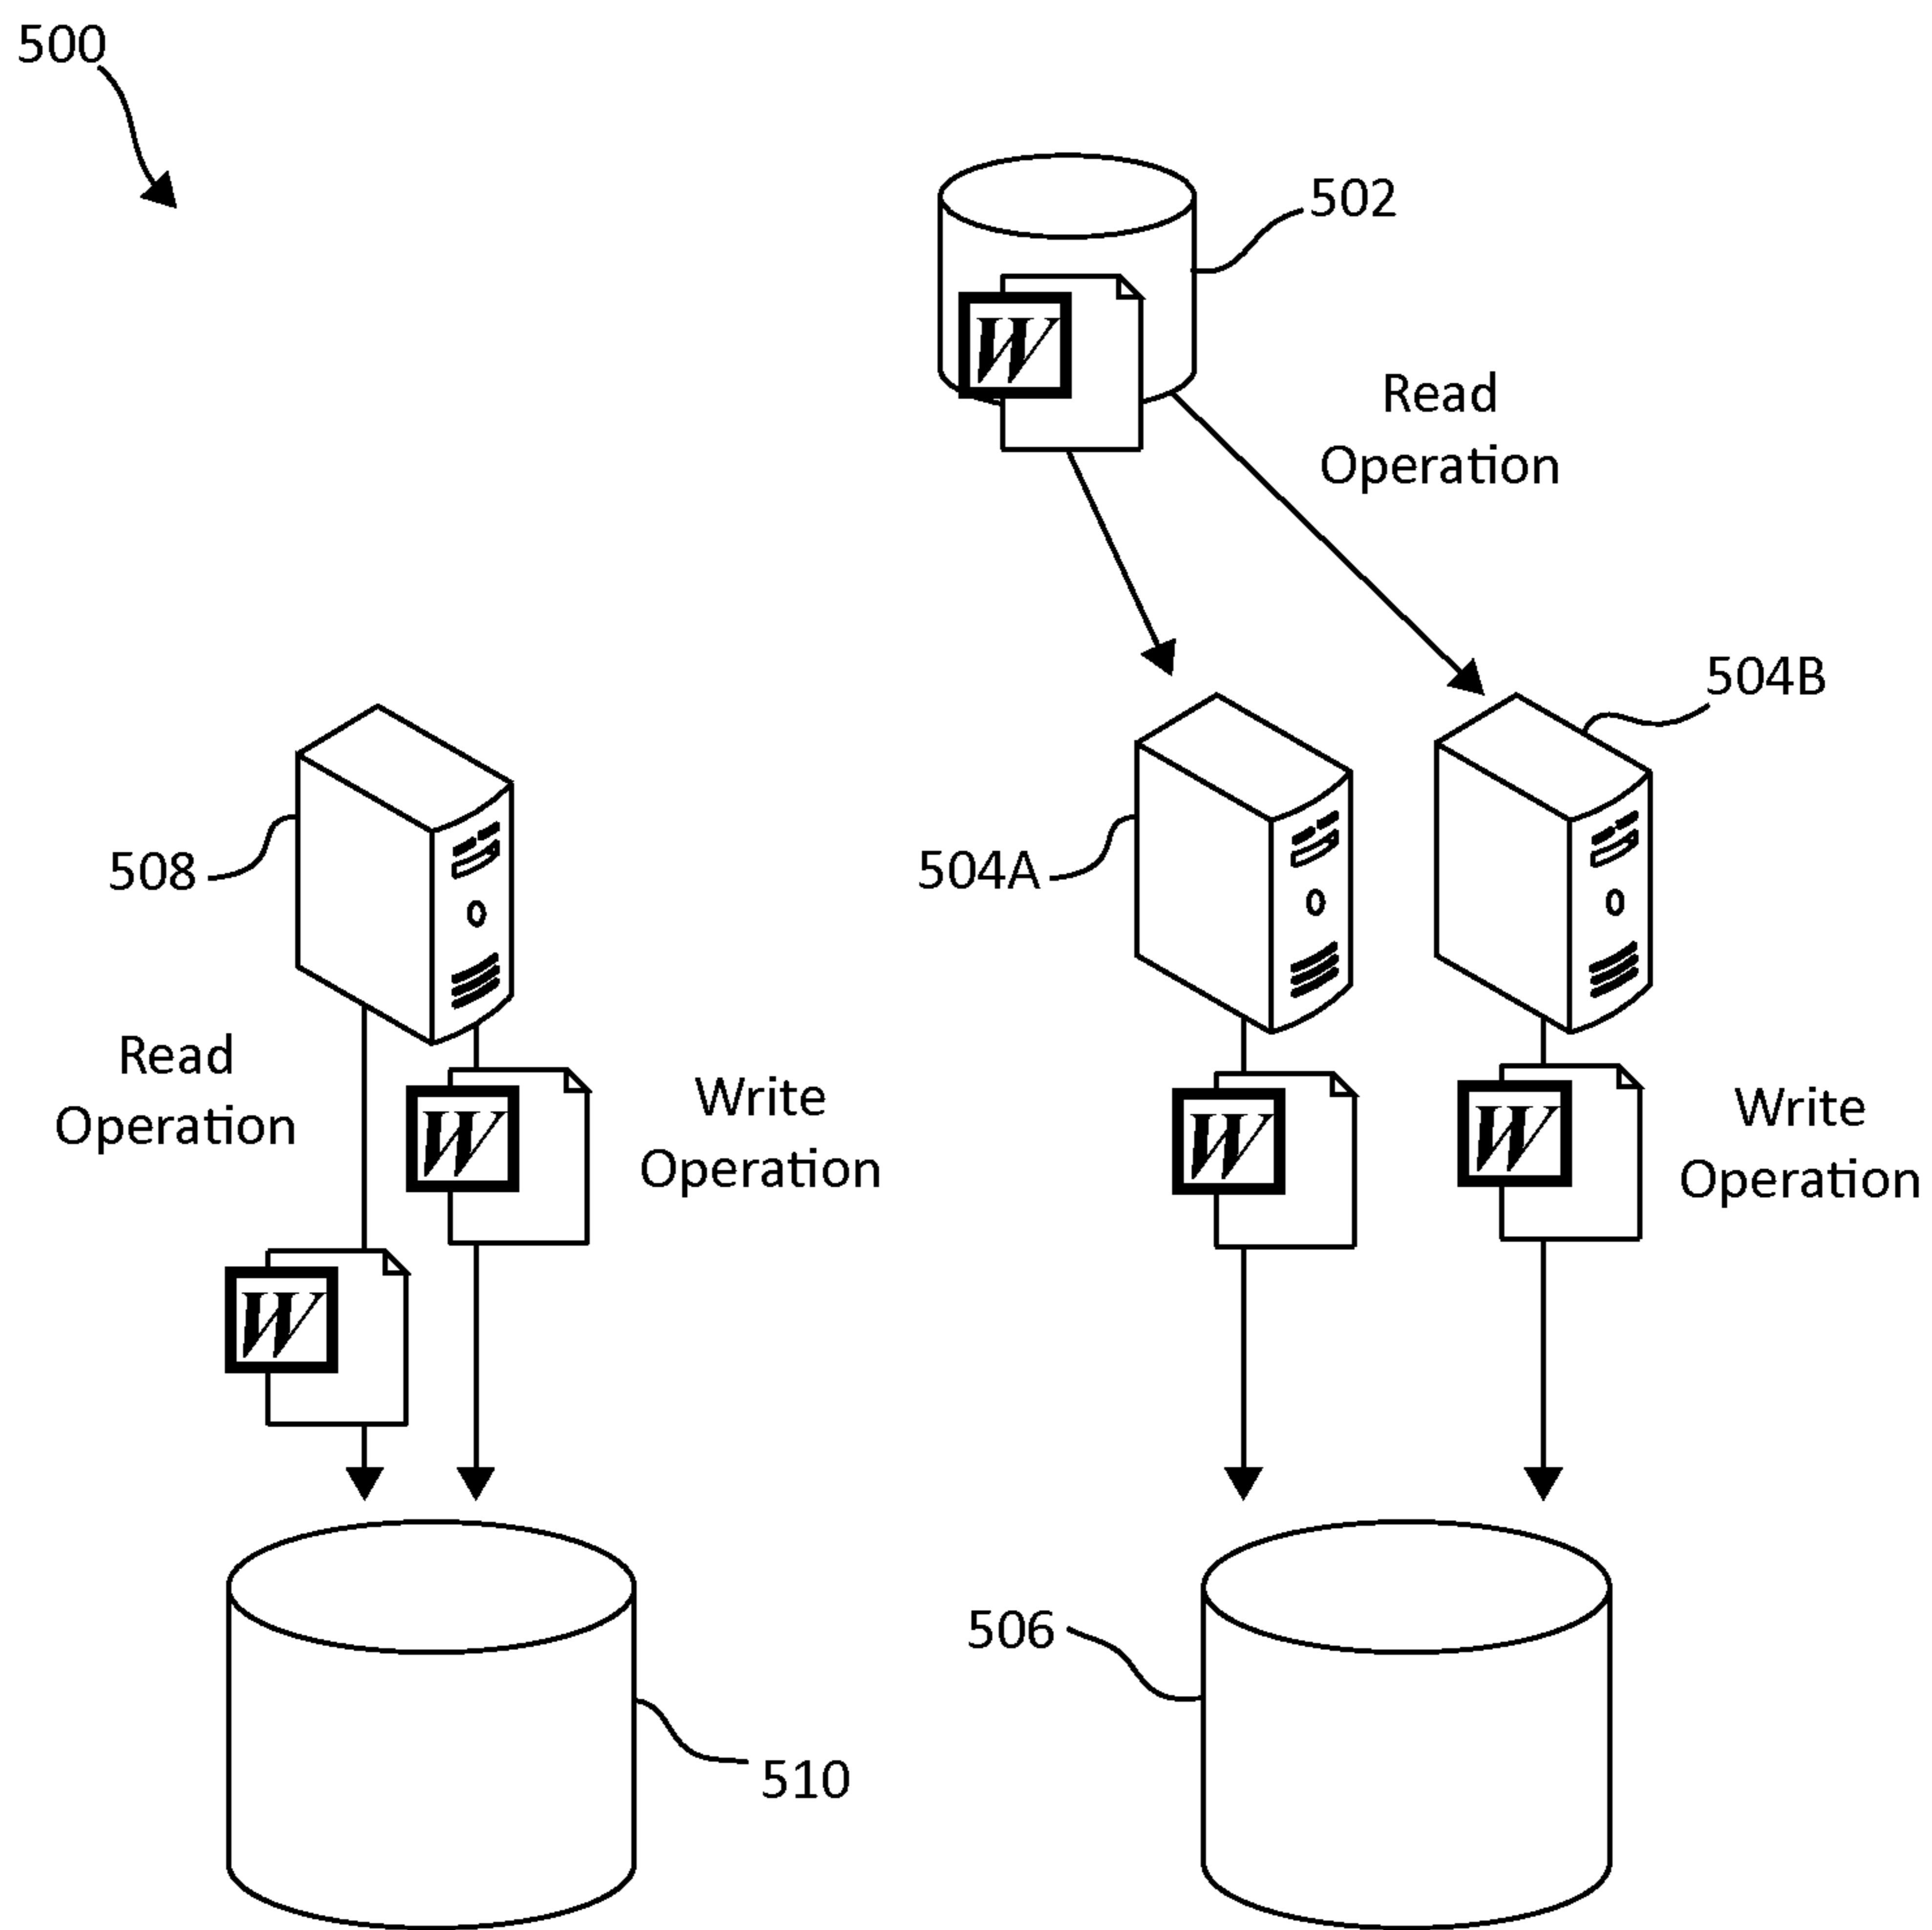 500
502
W
Read
Operation
504B
508
504A
Read
Operation
W
Write
Operation
W
W
Write
Operation
W
506
510